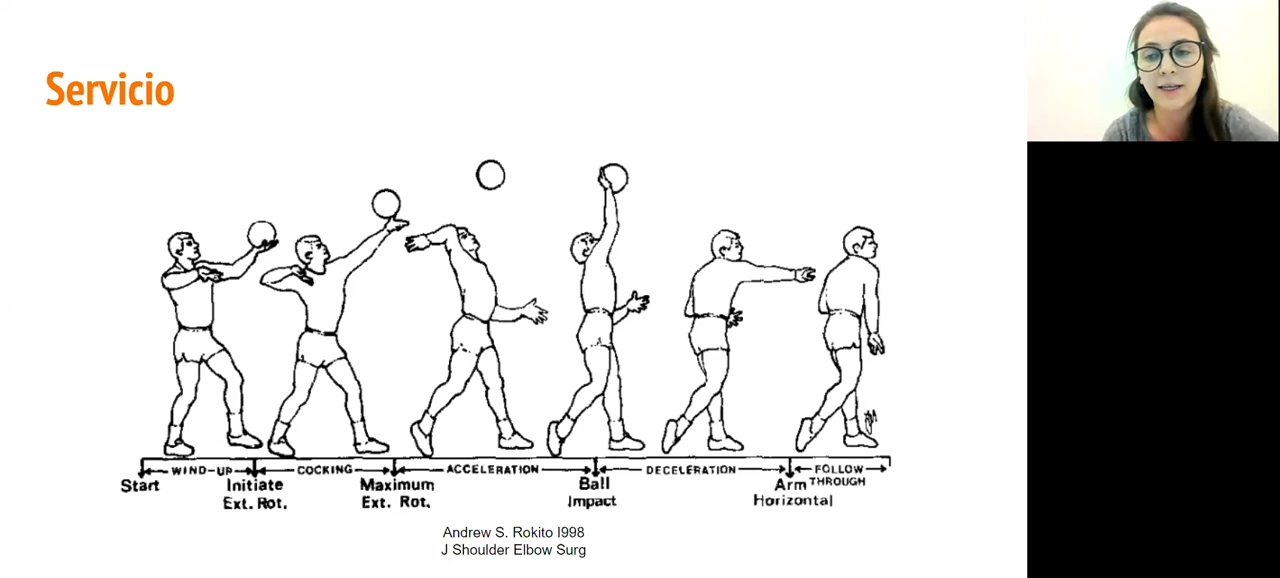 Servicio
WIND-UP COCKING ACCELERATION DECELERATION FOLLOW THROUGH
Start Initiate Ext. Rot. Maximum Ext. Rot. Ball Impact Arm Horizontal
Andrew S. Rokito I998
J Shoulder Elbow Surg